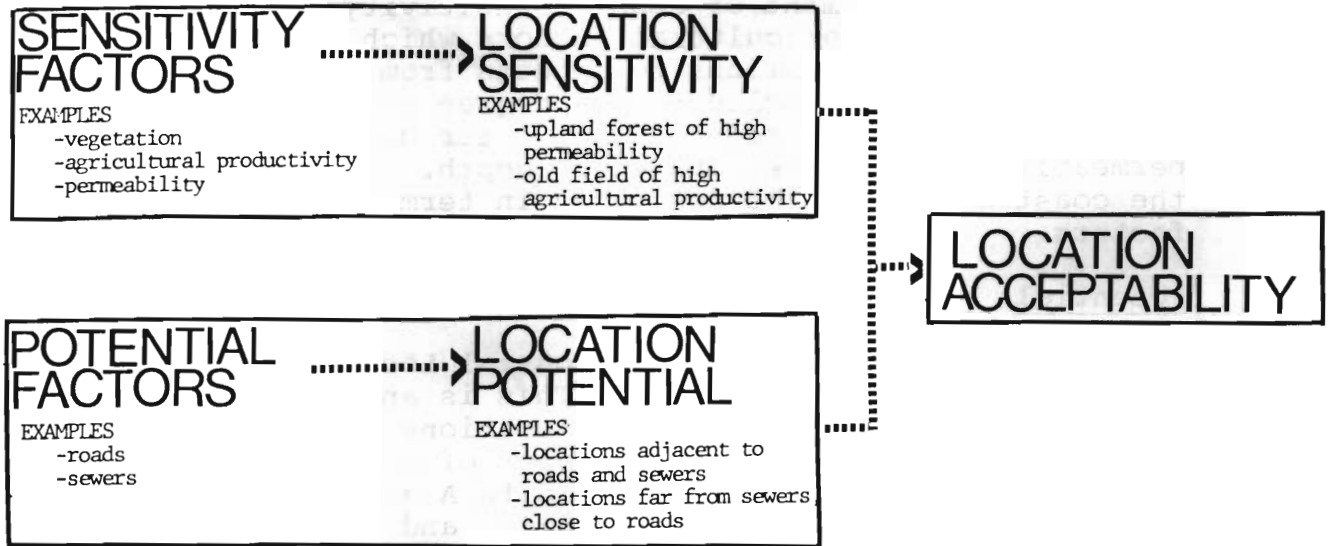 SENSITIVITY
FACTORS
EXAMPLES
-vegetation
-agricultural productivity
-permeability
LOCATION
SENSITIVITY
EXAMPLES
-upland forest of high
permeability
-old field of high
agricultural productivity
POTENTIAL
FACTORS
EXAMPLES
-roads
-sewers
LOCATION
POTENTIAL
EXAMPLES
-locations adjacent to
roads and sewers
-locations far from sewers,
close to roads
LOCATION
ACCEPTABILITY